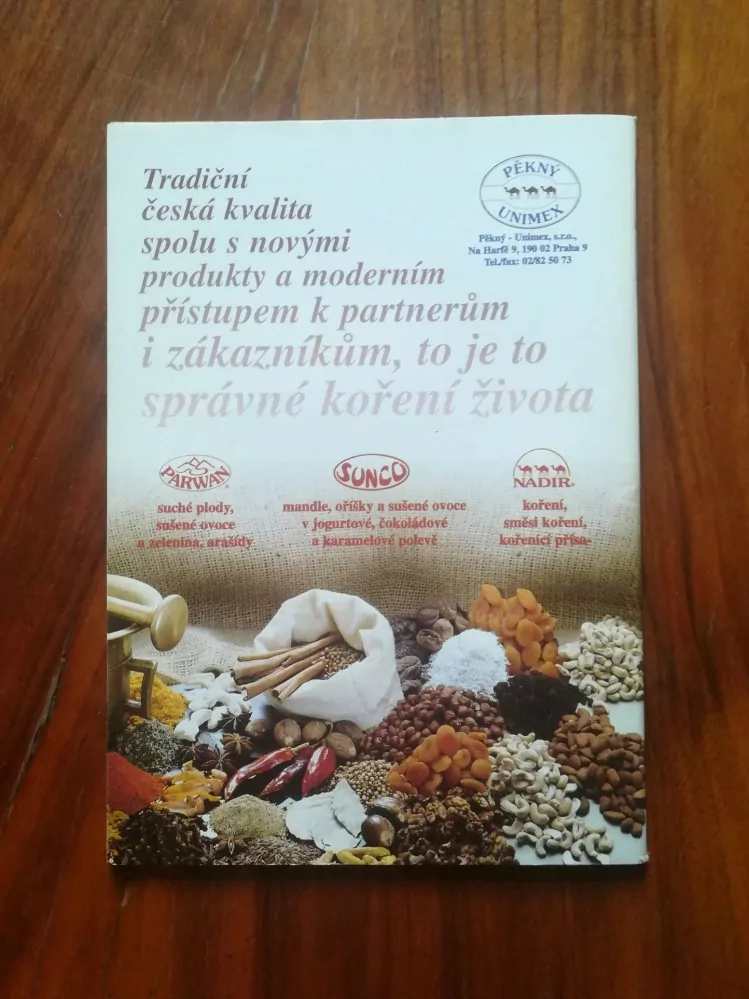 Tradiční
česká kvalita
spolu s novými
produkty a moderním
přístupem k partnerům
i zákazníkům, to je to
správné koření života
PĚKNÝ
UNIMEX
Pěkný - Unimex, s.r.o.,
Na Harfě 9, 190 02 Praha 9
Tel./fax: 02/82 50 73
PARWAN
suché plody,
sušené ovoce
a zelenina, arašídy
SUNCO
mandle, oříšky a sušené ovoce
v jogurtové, čokoládové
a karamelové polevě
NADIR
koření,
směsi koření,
kořenicí přísa-